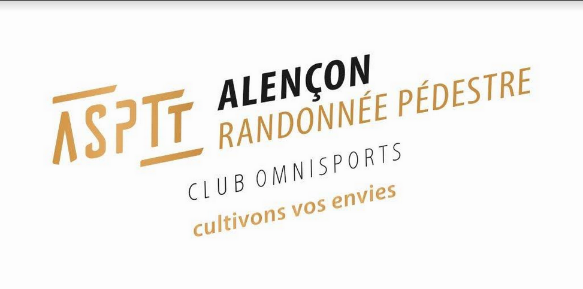 ASPTT
ALENÇON
RANDONNÉE PÉDESTRE
CLUB OMNISPORTS
cultivons vos envies